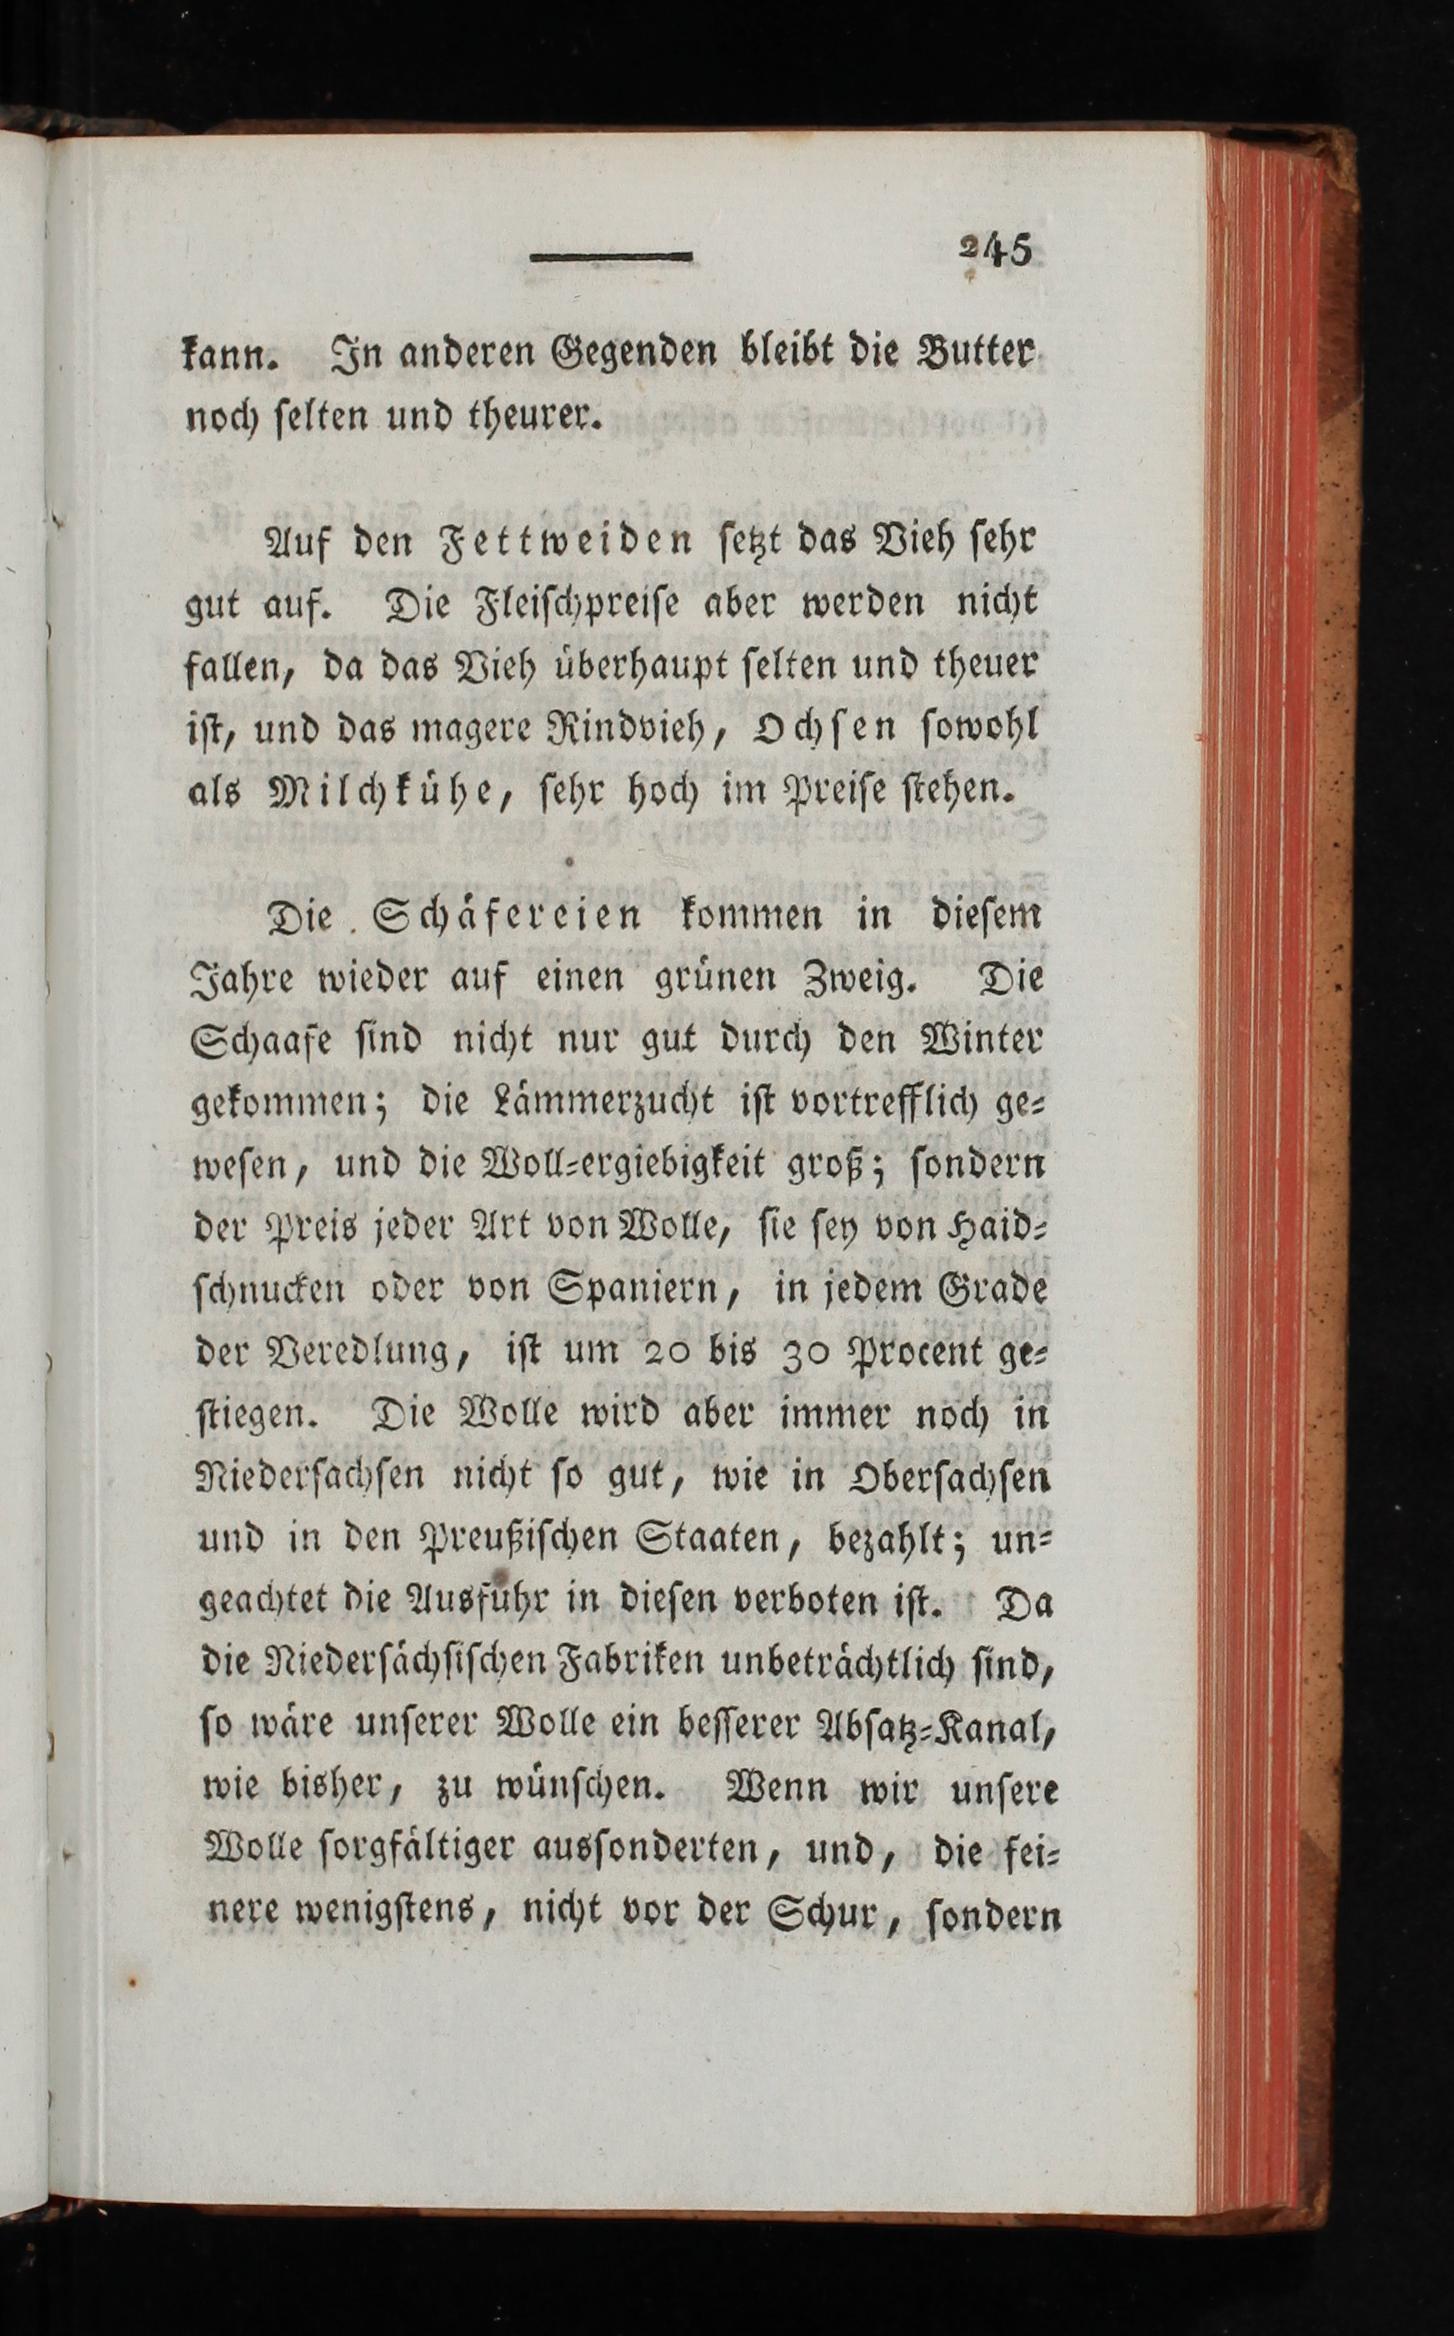 245
kann. In anderen Gegenden bleibt die Butter
noch ſelten und theurer.
Auf den Fettweiden ſetzt das Vieh ſehr
gut auf. Die Fleiſchpreiſe aber werden nicht
fallen, da das Vieh überhaupt ſelten und theuer
iſt, und das magere Rindvieh, Ochſen ſowohl
als Milchkühe, ſehr hoch im Preiſe ſtehen.
Die Schäfereien kommen in dieſem
Jahre wieder auf einen grünen Zweig. Die
Schaafe ſind nicht nur gut durch den Winter
gekommen; die Lämmerzucht iſt vortrefflich ge-
weſen, und die Woll-ergiebigkeit groß; ſondern
der Preis jeder Art von Wolle, ſie ſey von Haid-
ſchnucken oder von Spaniern, in jedem Grade
der Veredlung, iſt um 20 bis 30 Procent ge-
ſtiegen. Die Wolle wird aber immer noch in
Niederſachſen nicht ſo gut, wie in Oberſachſen
und in den Preußiſchen Staaten, bezahlt; un-
geachtet die Ausfuhr in dieſen verboten iſt. Da
die Niederſächſiſchen Fabriken unbeträchtlich ſind,
ſo wäre unſerer Wolle ein beſſerer Abſatz-Kanal,
wie bisher, zu wünſchen. Wenn wir unſere
Wolle ſorgfältiger ausſonderten, und, die fei-
nere wenigſtens, nicht vor der Schur, ſondern